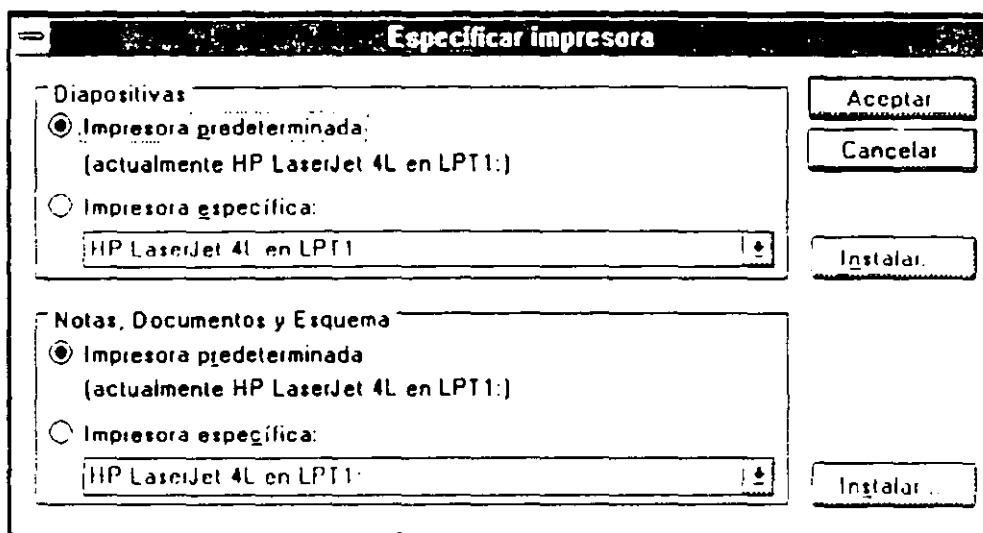 Especificar impresora
Diapositivas
Impresora predeterminada
(actualmente HP LaserJet 4L en LPT1:)
Impresora específica:
HP LaserJet 4L en LPT1
Aceptar
Cancelar
Instalar...
Notas, Documentos y Esquema
Impresora predeterminada
(actualmente HP LaserJet 4L en LPT1:)
Impresora específica:
HP LaserJet 4L en LPT1:
Instalar...